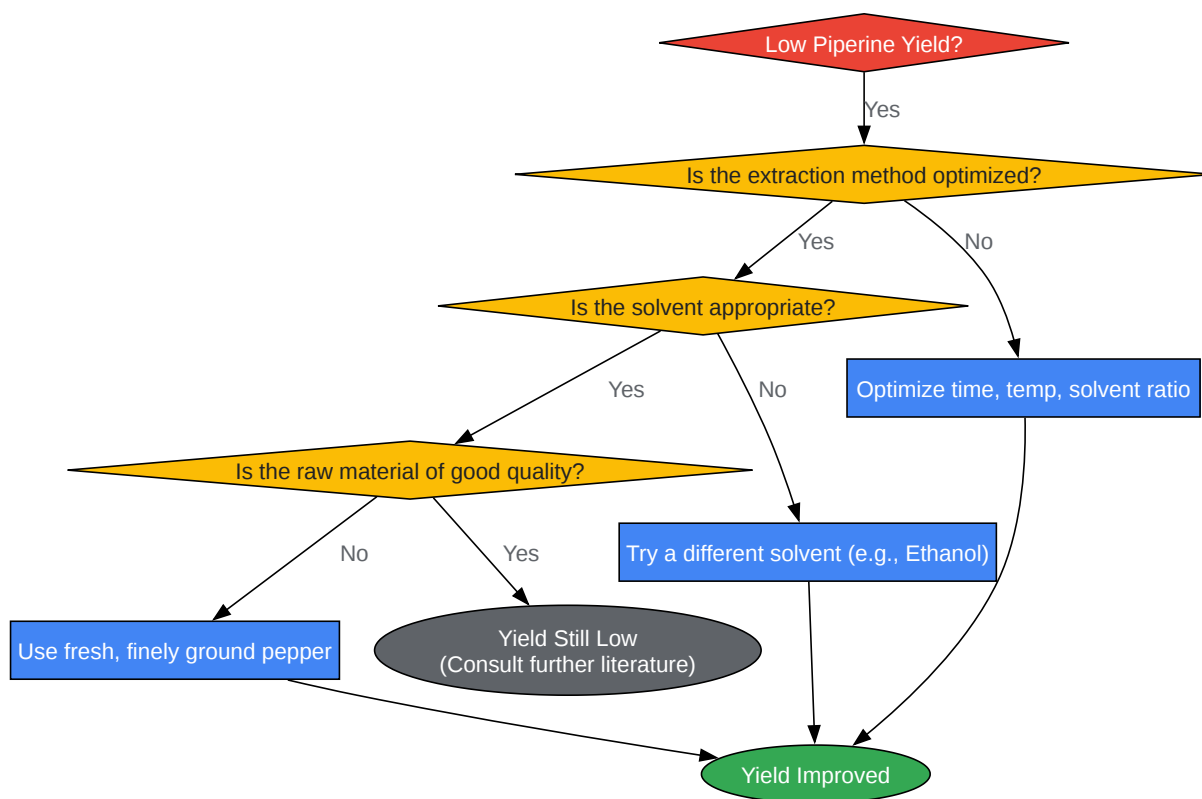 Low Piperine Yield?
Yes
Is the extraction method optimized?
Yes
No
Is the solvent appropriate?
Yes
No
Optimize time, temp, solvent ratio
Is the raw material of good quality?
No
Yes
Try a different solvent (e.g., Ethanol)
Use fresh, finely ground pepper
Yield Still Low
(Consult further literature)
Yield Improved